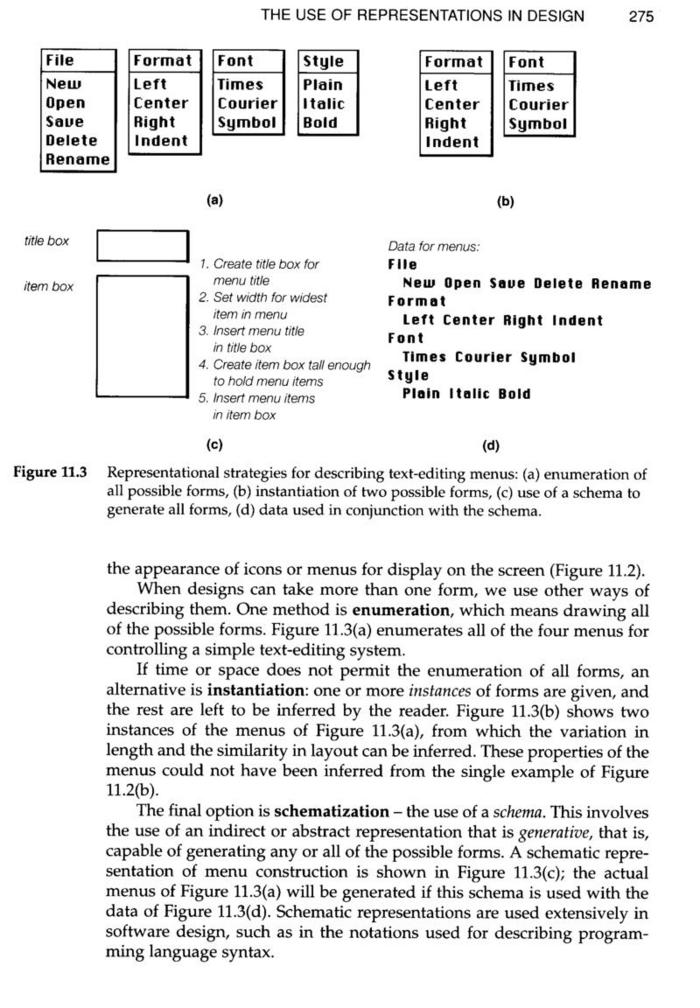 THE USE OF REPRESENTATIONS IN DESIGN 275
File
New
Open
Save
Delete
Rename
Format
Left
Center
Right
Indent
Font
Times
Courier
Symbol
Style
Plain
Italic
Bold
(a)
Format
Left
Center
Right
Indent
Font
Times
Courier
Symbol
(b)
title box
item box
1. Create title box for
menu title
2. Set width for widest
item in menu
3. Insert menu title
in title box
4. Create item box tall enough
to hold menu items
5. Insert menu items
in item box
(c)
Data for menus:
File
New Open Save Delete Rename
Format
Left Center Right Indent
Font
Times Courier Symbol
Style
Plain Italic Bold
(d)
Figure 11.3 Representational strategies for describing text-editing menus: (a) enumeration of
all possible forms, (b) instantiation of two possible forms, (c) use of a schema to
generate all forms, (d) data used in conjunction with the schema.
the appearance of icons or menus for display on the screen (Figure 11.2).
When designs can take more than one form, we use other ways of
describing them. One method is enumeration, which means drawing all
of the possible forms. Figure 11.3(a) enumerates all of the four menus for
controlling a simple text-editing system.
If time or space does not permit the enumeration of all forms, an
alternative is instantiation: one or more instances of forms are given, and
the rest are left to be inferred by the reader. Figure 11.3(b) shows two
instances of the menus of Figure 11.3(a), from which the variation in
length and the similarity in layout can be inferred. These properties of the
menus could not have been inferred from the single example of Figure
11.2(b).
The final option is schematization – the use of a schema. This involves
the use of an indirect or abstract representation that is generative, that is,
capable of generating any or all of the possible forms. A schematic repre-
sentation of menu construction is shown in Figure 11.3(c); the actual
menus of Figure 11.3(a) will be generated if this schema is used with the
data of Figure 11.3(d). Schematic representations are used extensively in
software design, such as in the notations used for describing program-
ming language syntax.